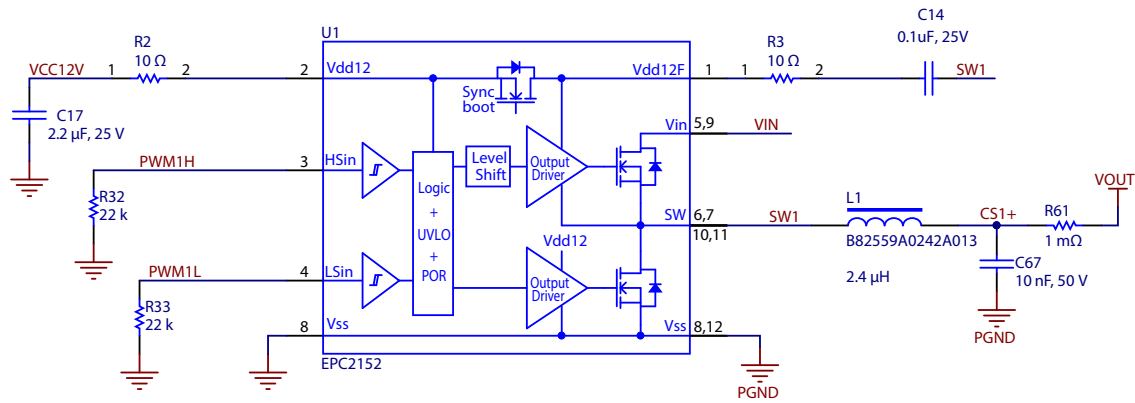 U1
C14
0.1uF, 25V
SW1
R2
10 Ω
VCC12V
1
2
2
Vdd12
Vdd12F
1
1
R3
10 Ω
2
C17
2.2 µF, 25 V
Sync
boot
Vin
5,9
VIN
PWM1H
3
HSin
Level
Shift
Output
Driver
R32
22 k
Logic
+
UVLO
+
POR
SW
6,7
10,11
SW1
L1
B82559A0242A013
2.4 µH
CS1+
R61
1 mΩ
VOUT
C67
10 nF, 50 V
PGND
PWM1L
4
LSin
Vdd12
Output
Driver
R33
22 k
8
Vss
Vss
8,12
PGND
EPC2152